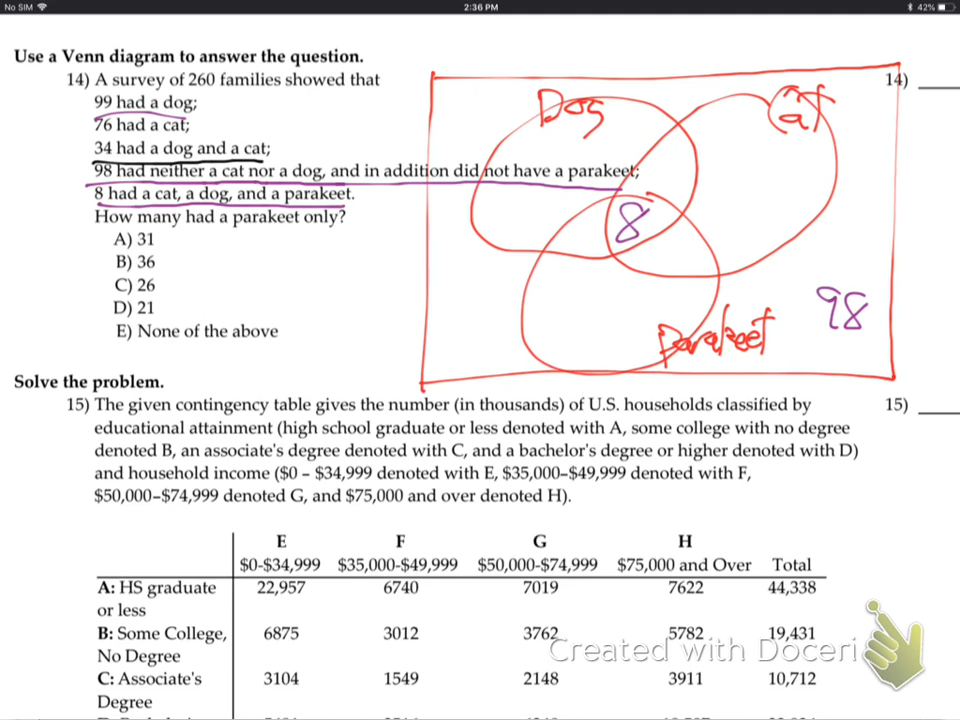 No SIM 2:36 PM 42%
Use a Venn diagram to answer the question.
14) A survey of 260 families showed that 14)
99 had a dog;
76 had a cat;
34 had a dog and a cat;
98 had neither a cat nor a dog, and in addition did not have a parakeet;
8 had a cat, a dog, and a parakeet.
How many had a parakeet only?
A) 31
B) 36
C) 26
D) 21
E) None of the above
Dog
Cat
8
98
Parakeet
Solve the problem.
15) The given contingency table gives the number (in thousands) of U.S. households classified by 15)
educational attainment (high school graduate or less denoted with A, some college with no degree
denoted B, an associate's degree denoted with C, and a bachelor's degree or higher denoted with D)
and household income ($0 – $34,999 denoted with E, $35,000–$49,999 denoted with F,
$50,000–$74,999 denoted G, and $75,000 and over denoted H).
E F G H
$0-$34,999 $35,000-$49,999 $50,000-$74,999 $75,000 and Over Total
A: HS graduate 22,957 6740 7019 7622 44,338
or less
B: Some College, 6875 3012 3762 5782 19,431
No Degree
C: Associate's 3104 1549 2148 3911 10,712
Degree
Created with Doceri